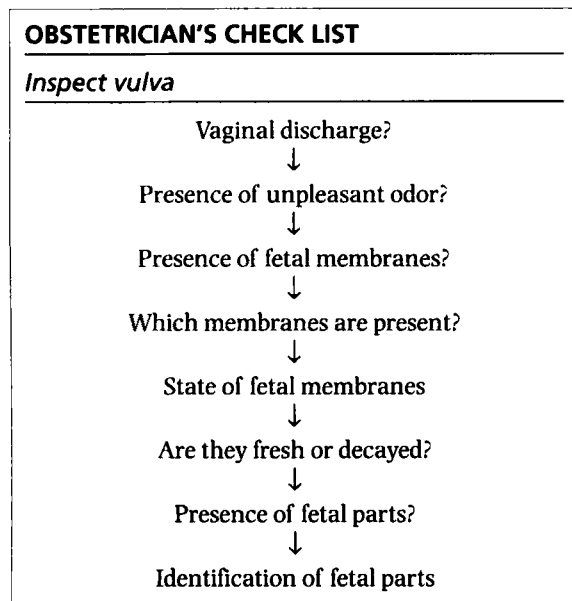 OBSTETRICIAN'S CHECK LIST
Inspect vulva
Vaginal discharge?
↓
Presence of unpleasant odor?
↓
Presence of fetal membranes?
↓
Which membranes are present?
↓
State of fetal membranes
↓
Are they fresh or decayed?
↓
Presence of fetal parts?
↓
Identification of fetal parts